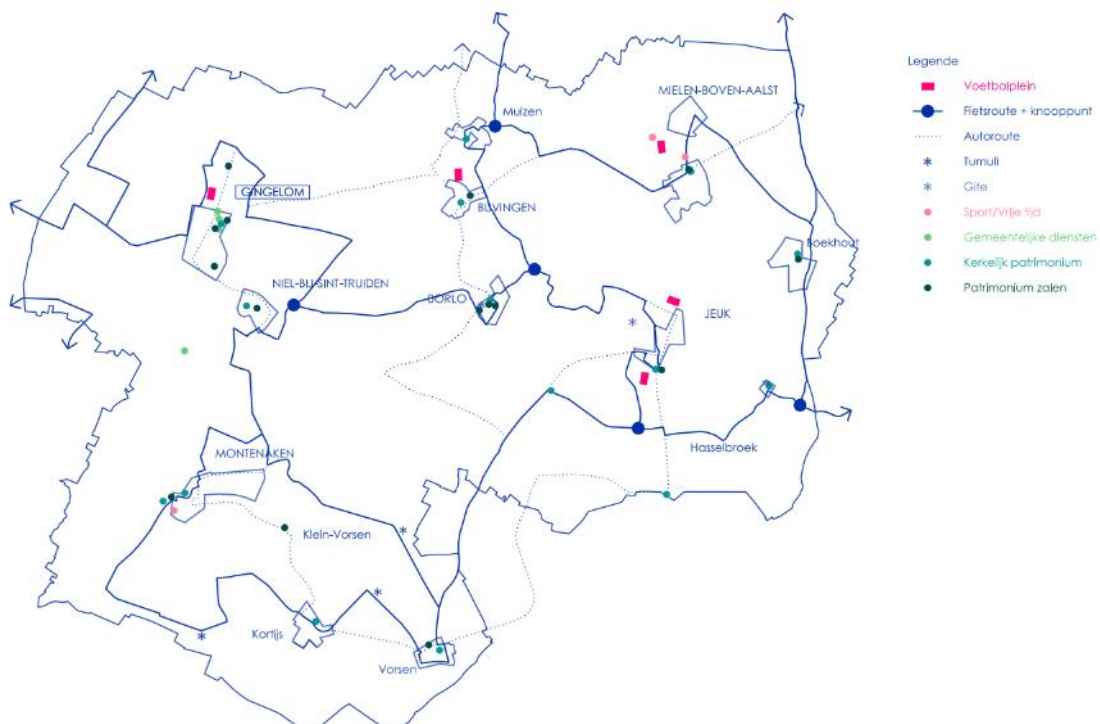 Muizen
MIELEN-BOVEN-AALST
GINGELOM
BUVINGEN
Boekhout
NIEL-BIJ-SINT-TRUIDEN
BORLO
JEUK
Hasselbroek
MONTENAKEN
Klein-Vorsen
Kortijs
Vorsen
Legende
Voetbalplein
Fietsroute + knooppunt
Autoroute
Tumuli
Gite
Sport/Vrije tijd
Gemeentelijke diensten
Kerkelijk patrimonium
Patrimonium zalen